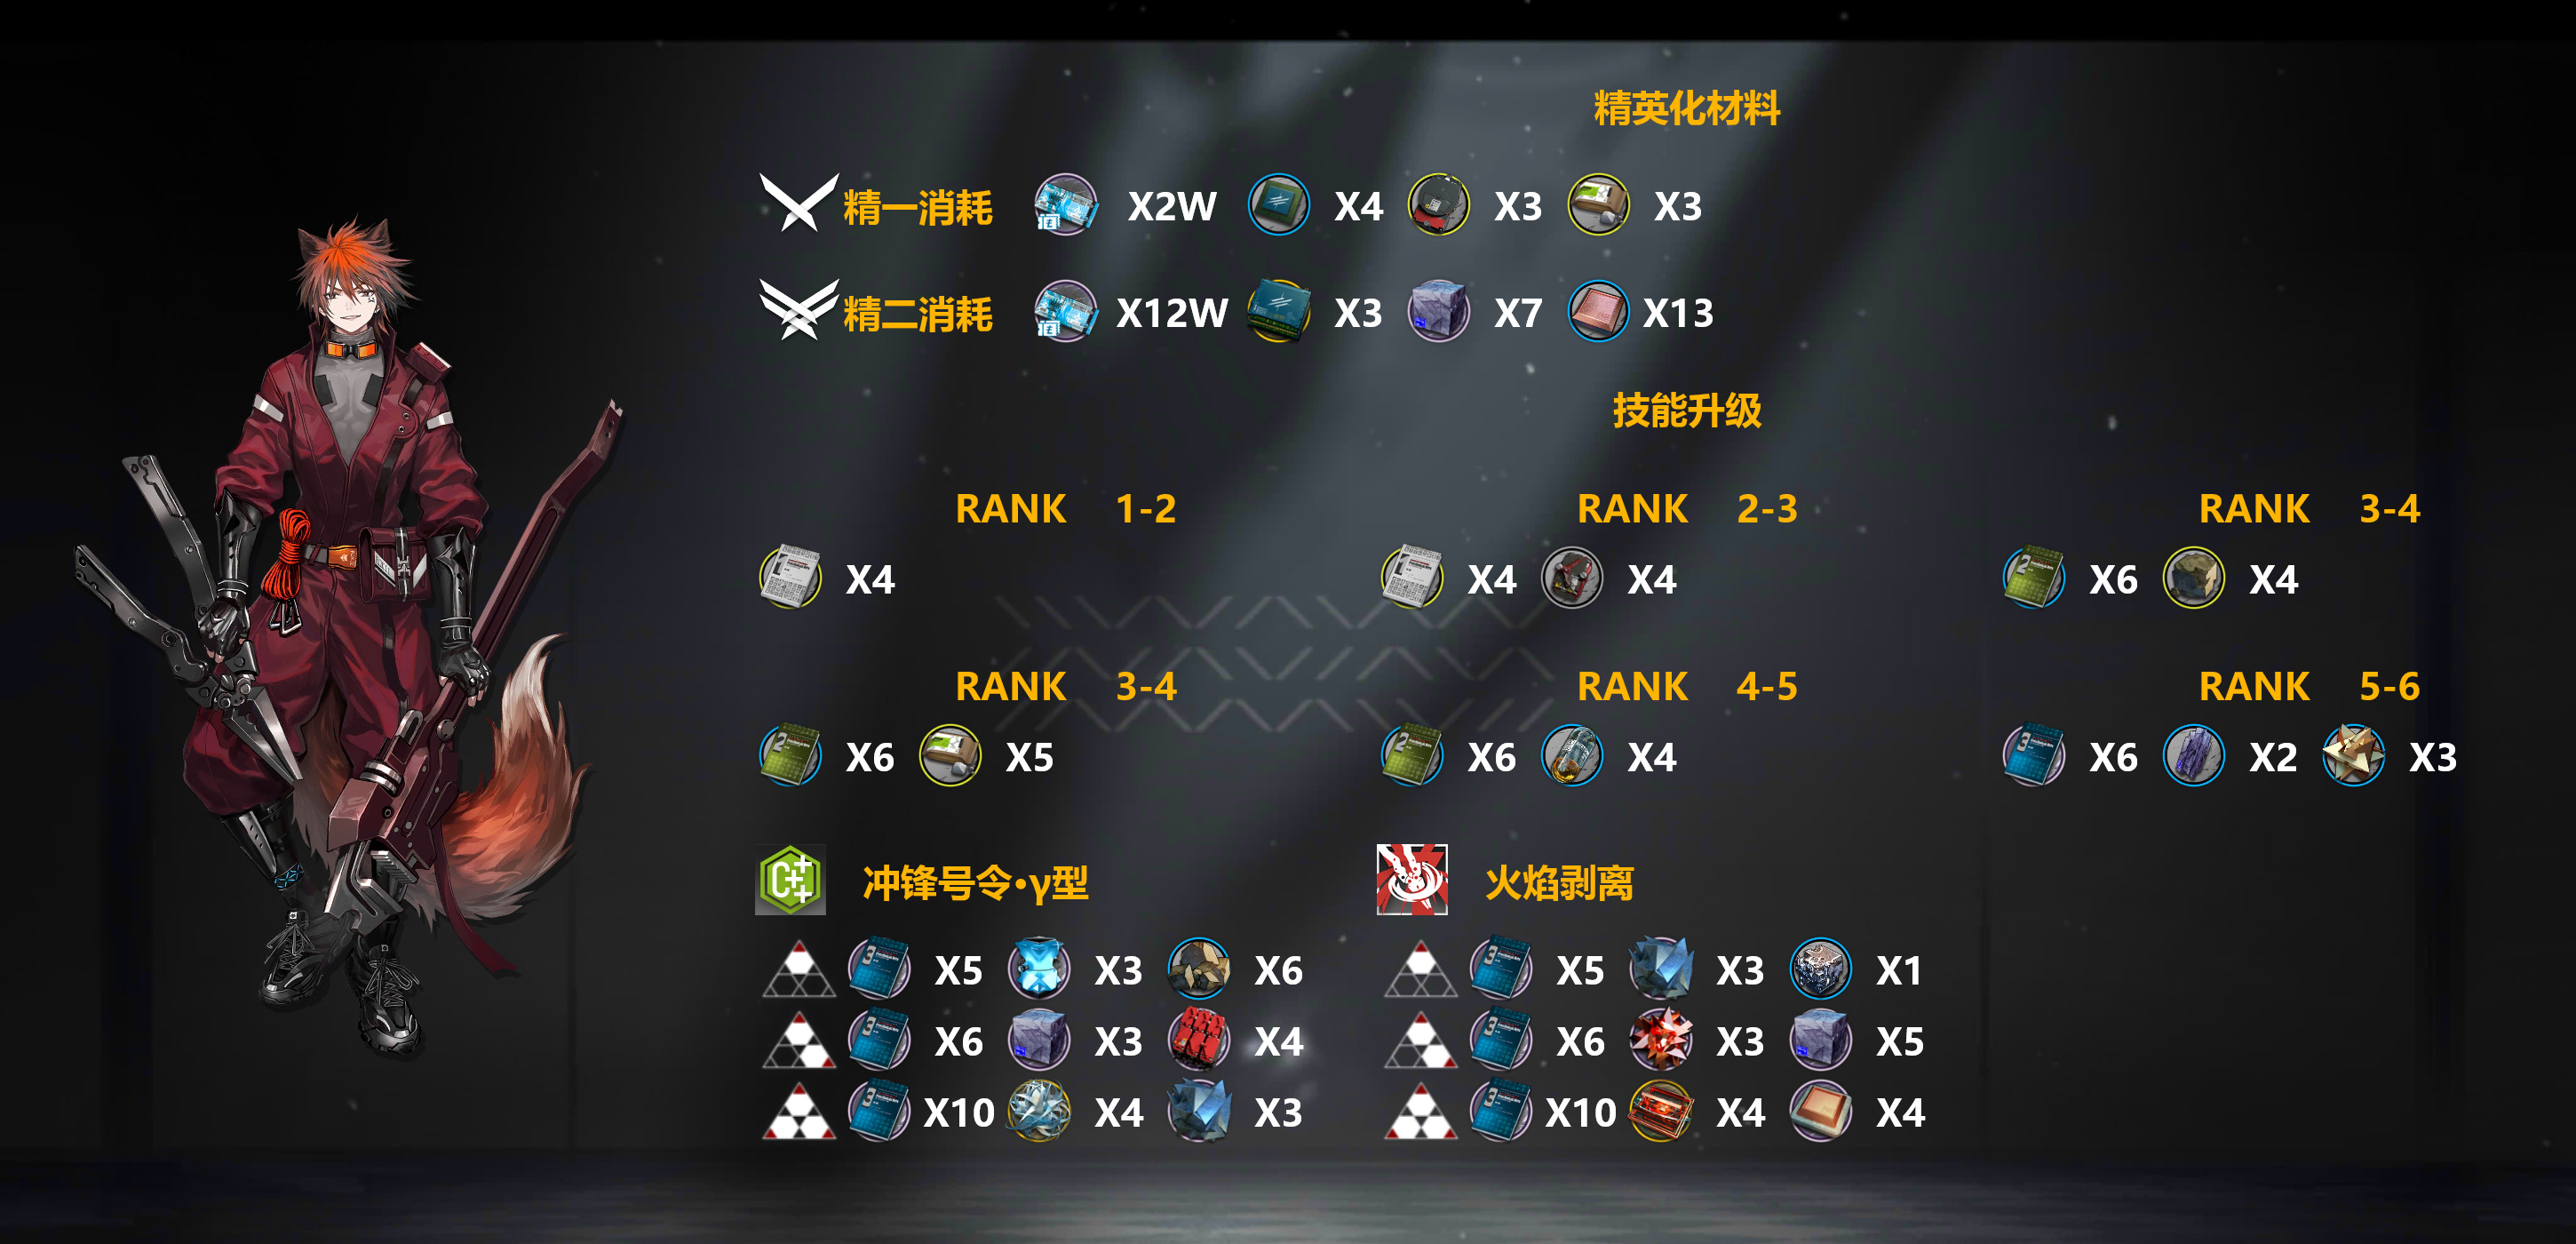 精英化材料
精一消耗 X2W X4 X3 X3
精二消耗 X12W X3 X7 X13
技能升级
RANK 1-2 RANK 2-3 RANK 3-4
X4 X4 X4 X6 X4
RANK 3-4 RANK 4-5 RANK 5-6
X6 X5 X6 X4 X6 X2 X3
冲锋号令·γ型 火焰剥离
X5 X3 X6 X5 X3 X1
X6 X3 X4 X6 X3 X5
X10 X4 X3 X10 X4 X4